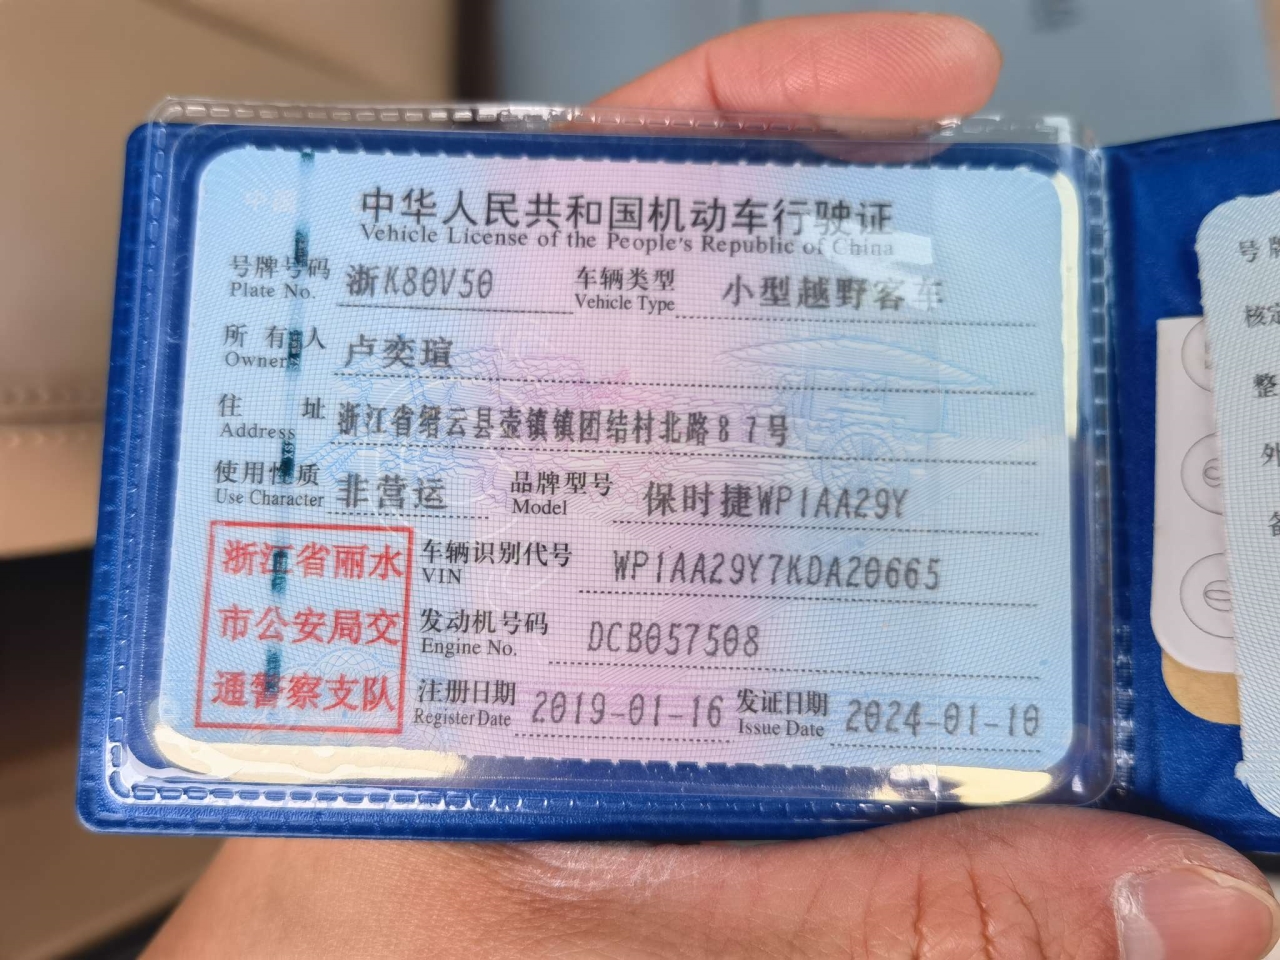 中华人民共和国机动车行驶证
Vehicle License of the People's Republic of China
号牌号码 浙K80V50 车辆类型 小型越野客车
Plate No. Vehicle Type
所有人 卢奕瑄
Owner
住址 浙江省缙云县壶镇镇团结村北路87号
Address
使用性质 非营运 品牌型号 保时捷WP1AA29Y
Use Character Model
浙江省丽水
市公安局交
通警察支队
车辆识别代号 WP1AA29Y7KDA20665
VIN
发动机号码 DCB057508
Engine No.
注册日期 2019-01-16 发证日期 2024-01-10
Register Date Issue Date
号牌
核定
整
外